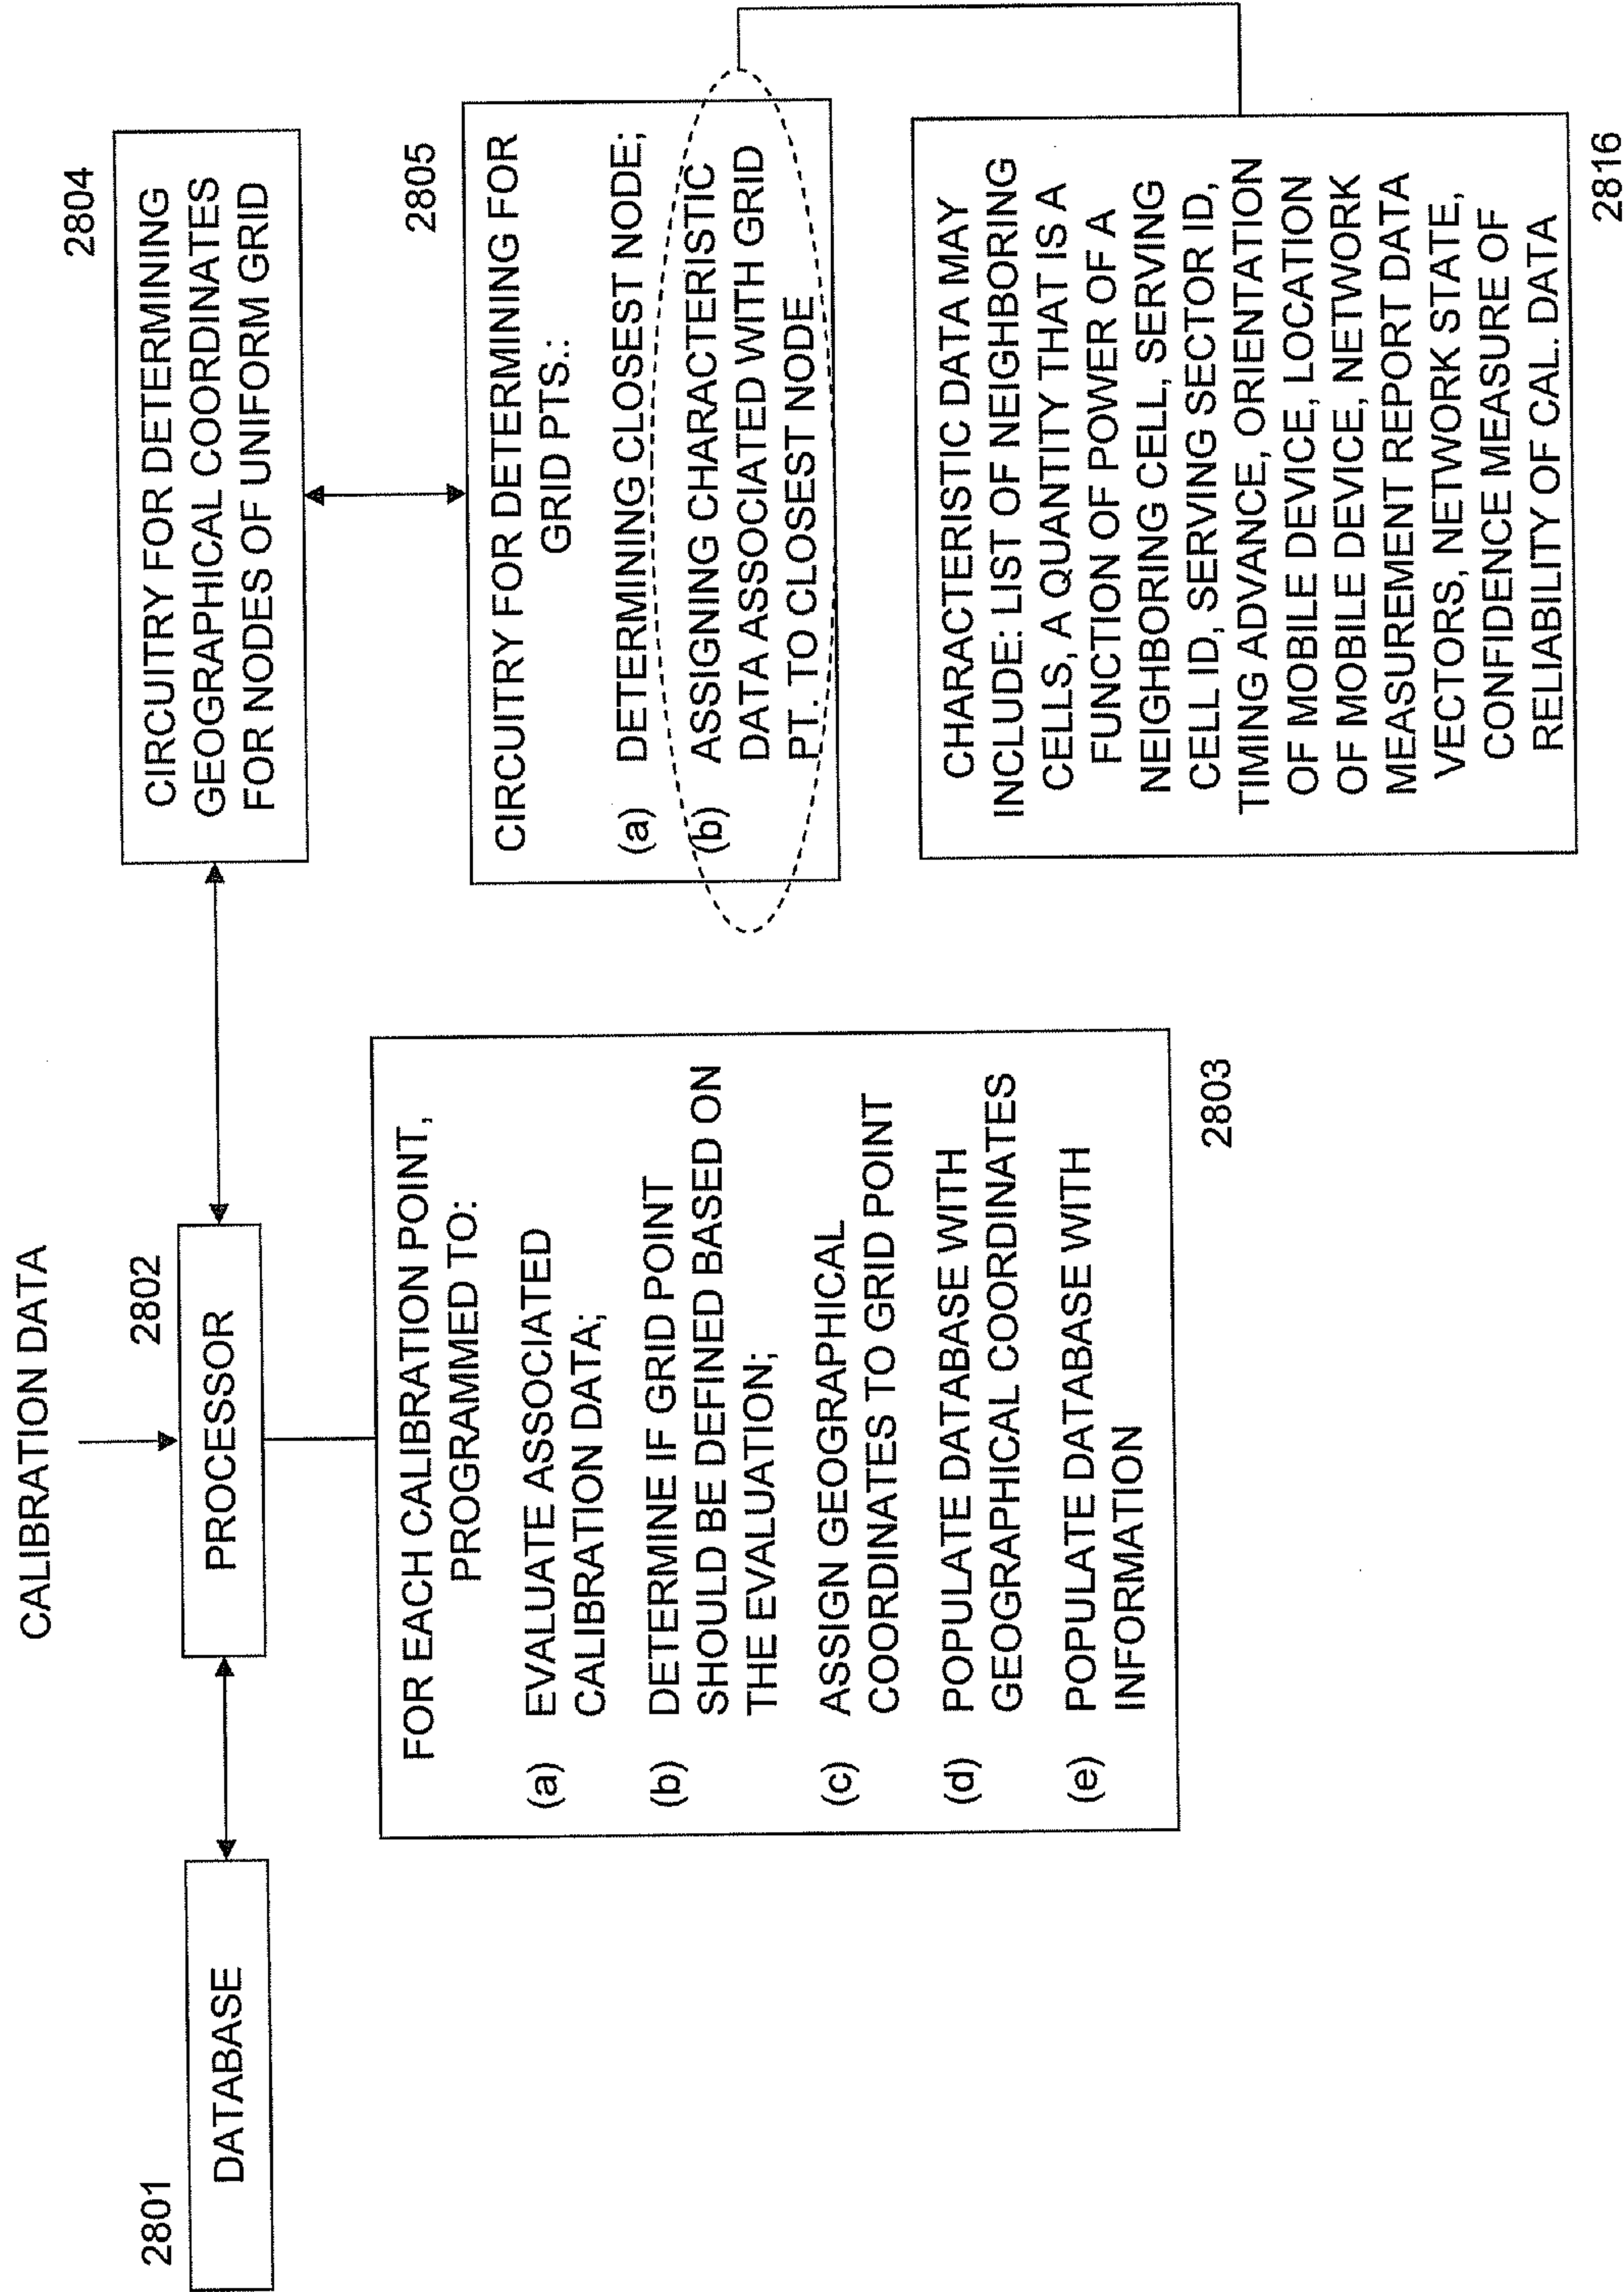 CALIBRATION DATA
2801
DATABASE
2802
PROCESSOR
FOR EACH CALIBRATION POINT,
PROGRAMMED TO:
(a) EVALUATE ASSOCIATED
CALIBRATION DATA;
(b) DETERMINE IF GRID POINT
SHOULD BE DEFINED BASED ON
THE EVALUATION;
(c) ASSIGN GEOGRAPHICAL
COORDINATES TO GRID POINT
(d) POPULATE DATABASE WITH
GEOGRAPHICAL COORDINATES
(e) POPULATE DATABASE WITH
INFORMATION
2803
2804
CIRCUITRY FOR DETERMINING
GEOGRAPHICAL COORDINATES
FOR NODES OF UNIFORM GRID
2805
CIRCUITRY FOR DETERMINING FOR
GRID PTS.:
(a) DETERMINING CLOSEST NODE;
(b) ASSIGNING CHARACTERISTIC
DATA ASSOCIATED WITH GRID
PT. TO CLOSEST NODE
CHARACTERISTIC DATA MAY
INCLUDE: LIST OF NEIGHBORING
CELLS, A QUANTITY THAT IS A
FUNCTION OF POWER OF A
NEIGHBORING CELL, SERVING
CELL ID, SERVING SECTOR ID,
TIMING ADVANCE, ORIENTATION
OF MOBILE DEVICE, LOCATION
OF MOBILE DEVICE, NETWORK
MEASUREMENT REPORT DATA
VECTORS, NETWORK STATE,
CONFIDENCE MEASURE OF
RELIABILITY OF CAL. DATA
2816